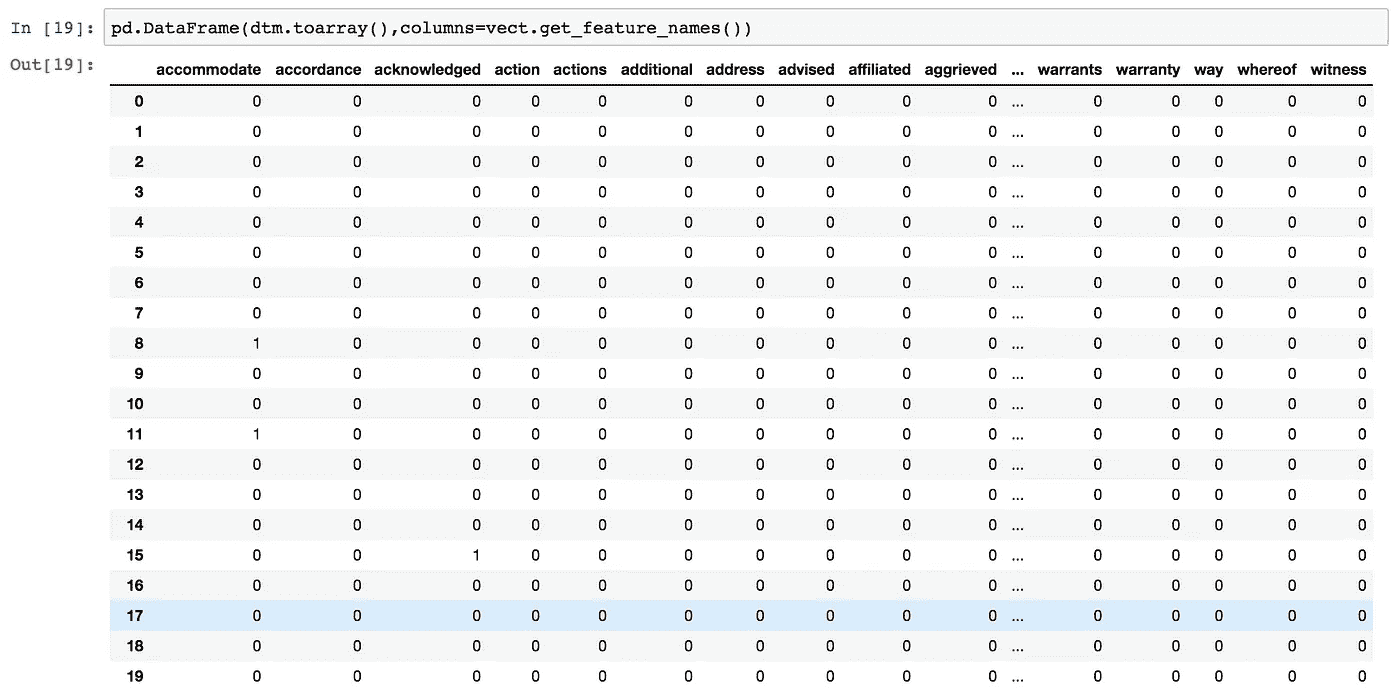 In [19]: pd.DataFrame(dtm.toarray(),columns=vect.get_feature_names())
Out[19]:
accommodate accordance acknowledged action actions additional address advised affiliated aggrieved ... warrants warranty way whereof witness
0 0 0 0 0 0 0 0 0 0 0 ... 0 0 0 0 0
1 0 0 0 0 0 0 0 0 0 0 ... 0 0 0 0 0
2 0 0 0 0 0 0 0 0 0 0 ... 0 0 0 0 0
3 0 0 0 0 0 0 0 0 0 0 ... 0 0 0 0 0
4 0 0 0 0 0 0 0 0 0 0 ... 0 0 0 0 0
5 0 0 0 0 0 0 0 0 0 0 ... 0 0 0 0 0
6 0 0 0 0 0 0 0 0 0 0 ... 0 0 0 0 0
7 0 0 0 0 0 0 0 0 0 0 ... 0 0 0 0 0
8 1 0 0 0 0 0 0 0 0 0 ... 0 0 0 0 0
9 0 0 0 0 0 0 0 0 0 0 ... 0 0 0 0 0
10 0 0 0 0 0 0 0 0 0 0 ... 0 0 0 0 0
11 1 0 0 0 0 0 0 0 0 0 ... 0 0 0 0 0
12 0 0 0 0 0 0 0 0 0 0 ... 0 0 0 0 0
13 0 0 0 0 0 0 0 0 0 0 ... 0 0 0 0 0
14 0 0 0 0 0 0 0 0 0 0 ... 0 0 0 0 0
15 0 0 1 0 0 0 0 0 0 0 ... 0 0 0 0 0
16 0 0 0 0 0 0 0 0 0 0 ... 0 0 0 0 0
17 0 0 0 0 0 0 0 0 0 0 ... 0 0 0 0 0
18 0 0 0 0 0 0 0 0 0 0 ... 0 0 0 0 0
19 0 0 0 0 0 0 0 0 0 0 ... 0 0 0 0 0